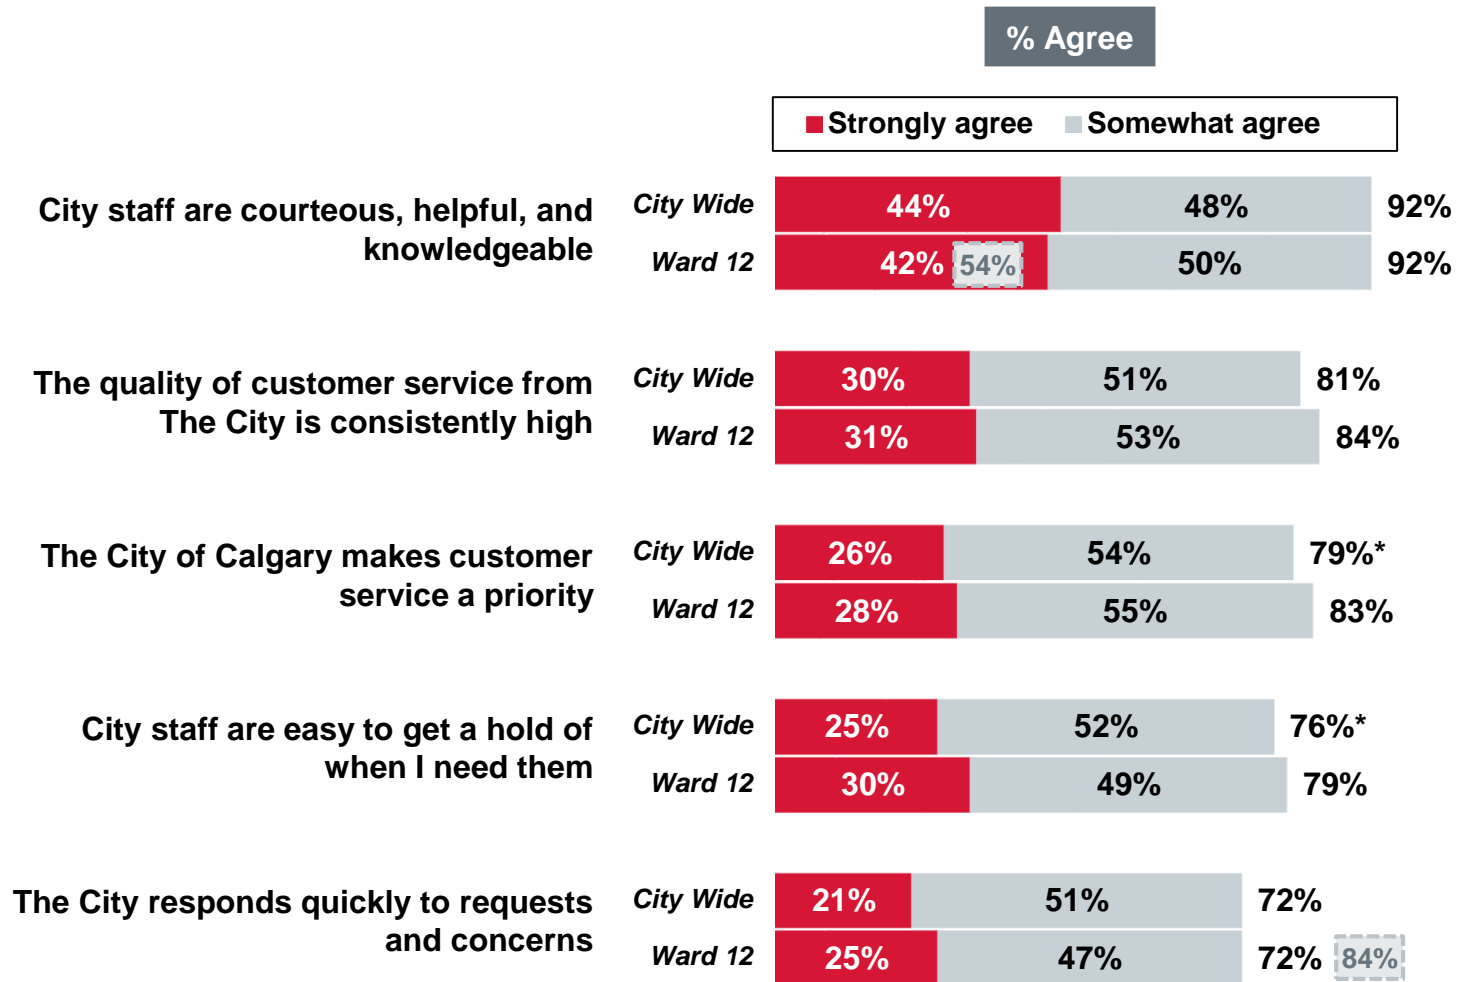 % Agree
Strongly agree Somewhat agree
City staff are courteous, helpful, and
knowledgeable
City Wide 44% 48% 92%
Ward 12 42% 54% 50% 92%
The quality of customer service from
The City is consistently high
City Wide 30% 51% 81%
Ward 12 31% 53% 84%
The City of Calgary makes customer
service a priority
City Wide 26% 54% 79%*
Ward 12 28% 55% 83%
City staff are easy to get a hold of
when I need them
City Wide 25% 52% 76%*
Ward 12 30% 49% 79%
The City responds quickly to requests
and concerns
City Wide 21% 51% 72%
Ward 12 25% 47% 72% 84%